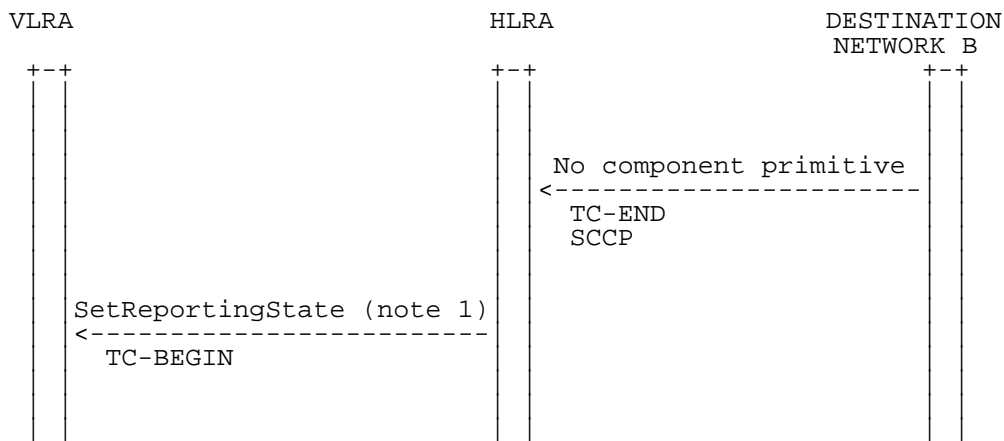 VLRA HLRA DESTINATION
NETWORK B
No component primitive
TC-END
SCCP
SetReportingState (note 1)
TC-BEGIN